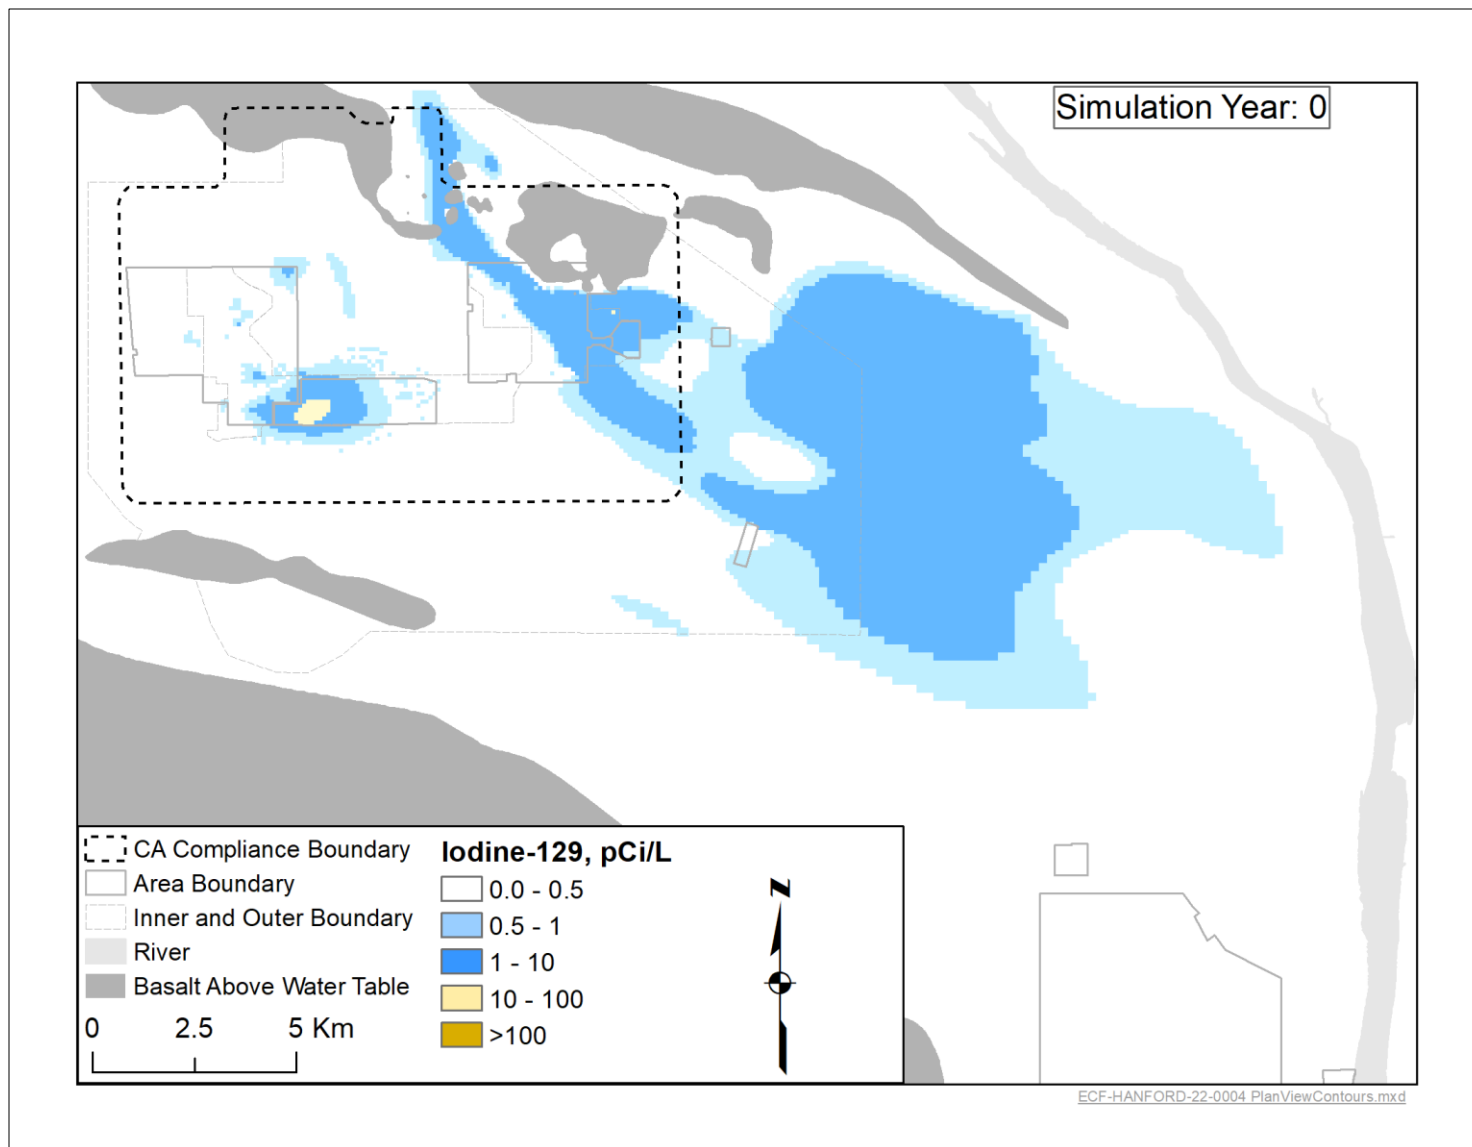 Simulation Year: 0
CA Compliance Boundary
Area Boundary
Inner and Outer Boundary
River
Basalt Above Water Table
0 2.5 5 Km
Iodine-129, pCi/L
0.0 - 0.5
0.5 - 1
1 - 10
10 - 100
>100
N
ECF-HANFORD-22-0004 PlanViewContours.mxd